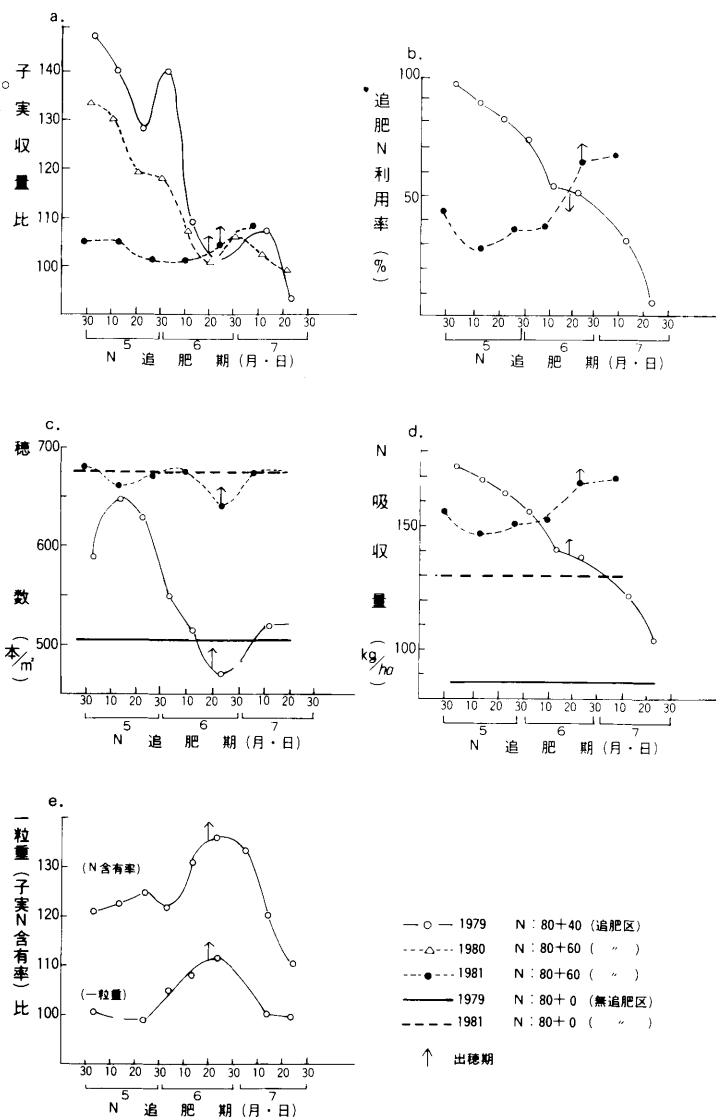 a.
子実収量比
140
130
120
110
100
30 10 20 30 10 20 30 10 20 30
5 6 7
N 追肥期(月・日)
b.
追肥N利用率(%)
100
50
30 10 20 30 10 20 30 10 20 30
5 6 7
N 追肥期(月・日)
c.
穂数(本/m²)
700
600
500
30 10 20 30 10 20 30 10 20 30
5 6 7
N 追肥期(月・日)
d.
N吸収量(kg/ha)
150
100
30 10 20 30 10 20 30 10 20 30
5 6 7
N 追肥期(月・日)
e.
一粒重(子実N含有率)比
130
120
110
100
(N含有率)
(一粒重)
30 10 20 30 10 20 30 10 20 30
5 6 7
N 追肥期(月・日)
1979 N:80+40(追肥区)
1980 N:80+60( 〃 )
1981 N:80+60( 〃 )
1979 N:80+0(無追肥区)
1981 N:80+0( 〃 )
↑ 出穂期